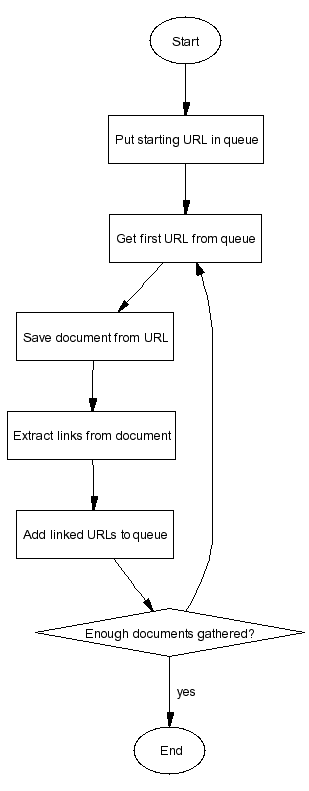 Start
Put starting URL in queue
Get first URL from queue
Save document from URL
Extract links from document
Add linked URLs to queue
Enough documents gathered?
yes
End